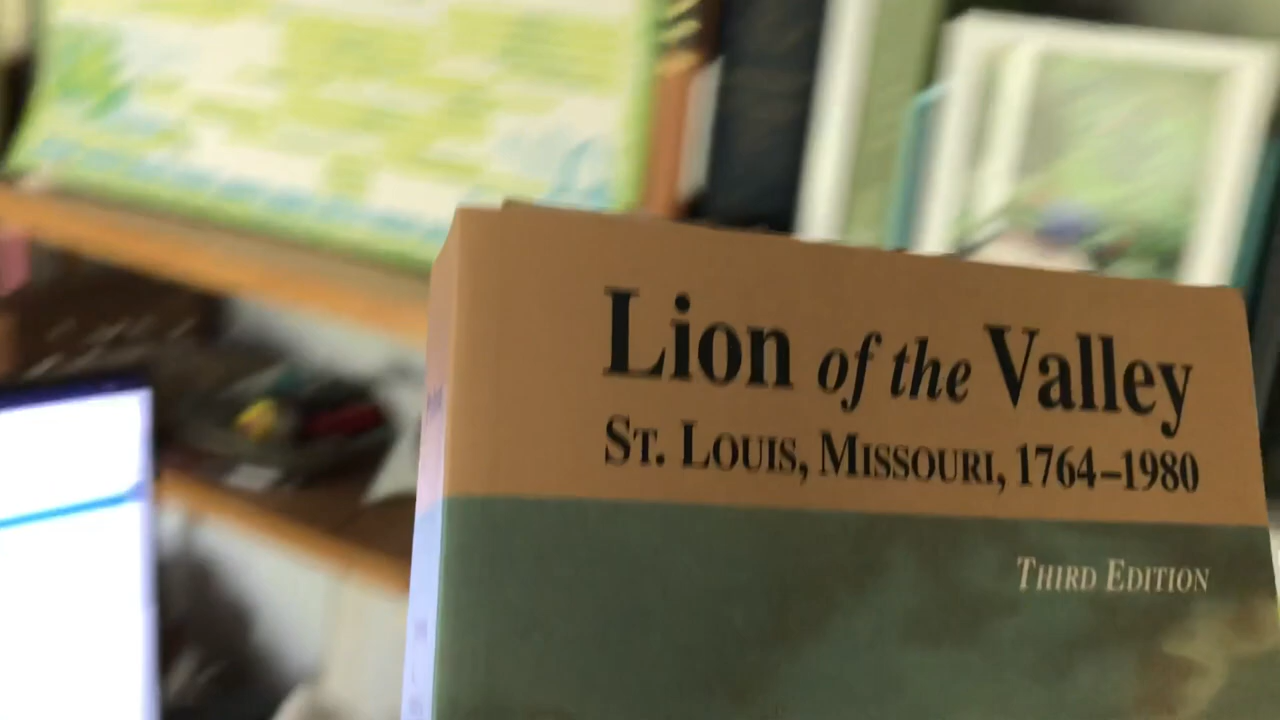 Lion of the Valley
St. Louis, Missouri, 1764–1980
Third Edition